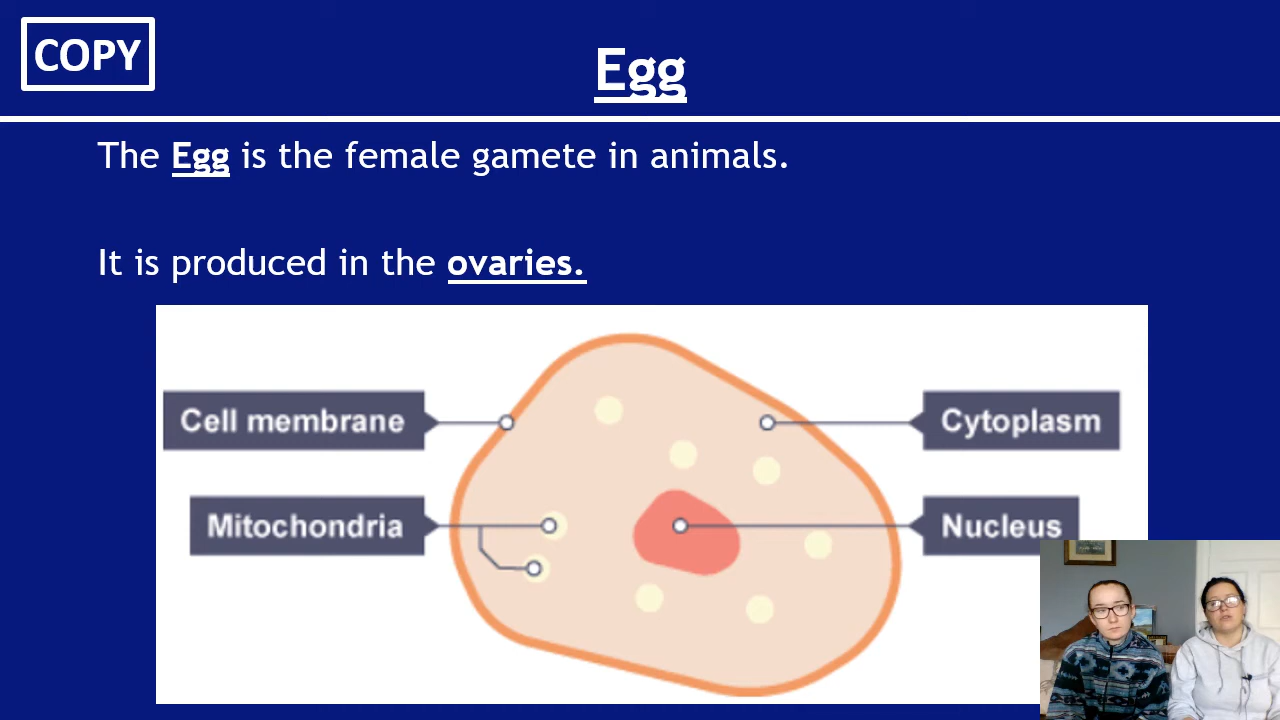 COPY
Egg
The Egg is the female gamete in animals.
It is produced in the ovaries.
Cell membrane
Cytoplasm
Mitochondria
Nucleus